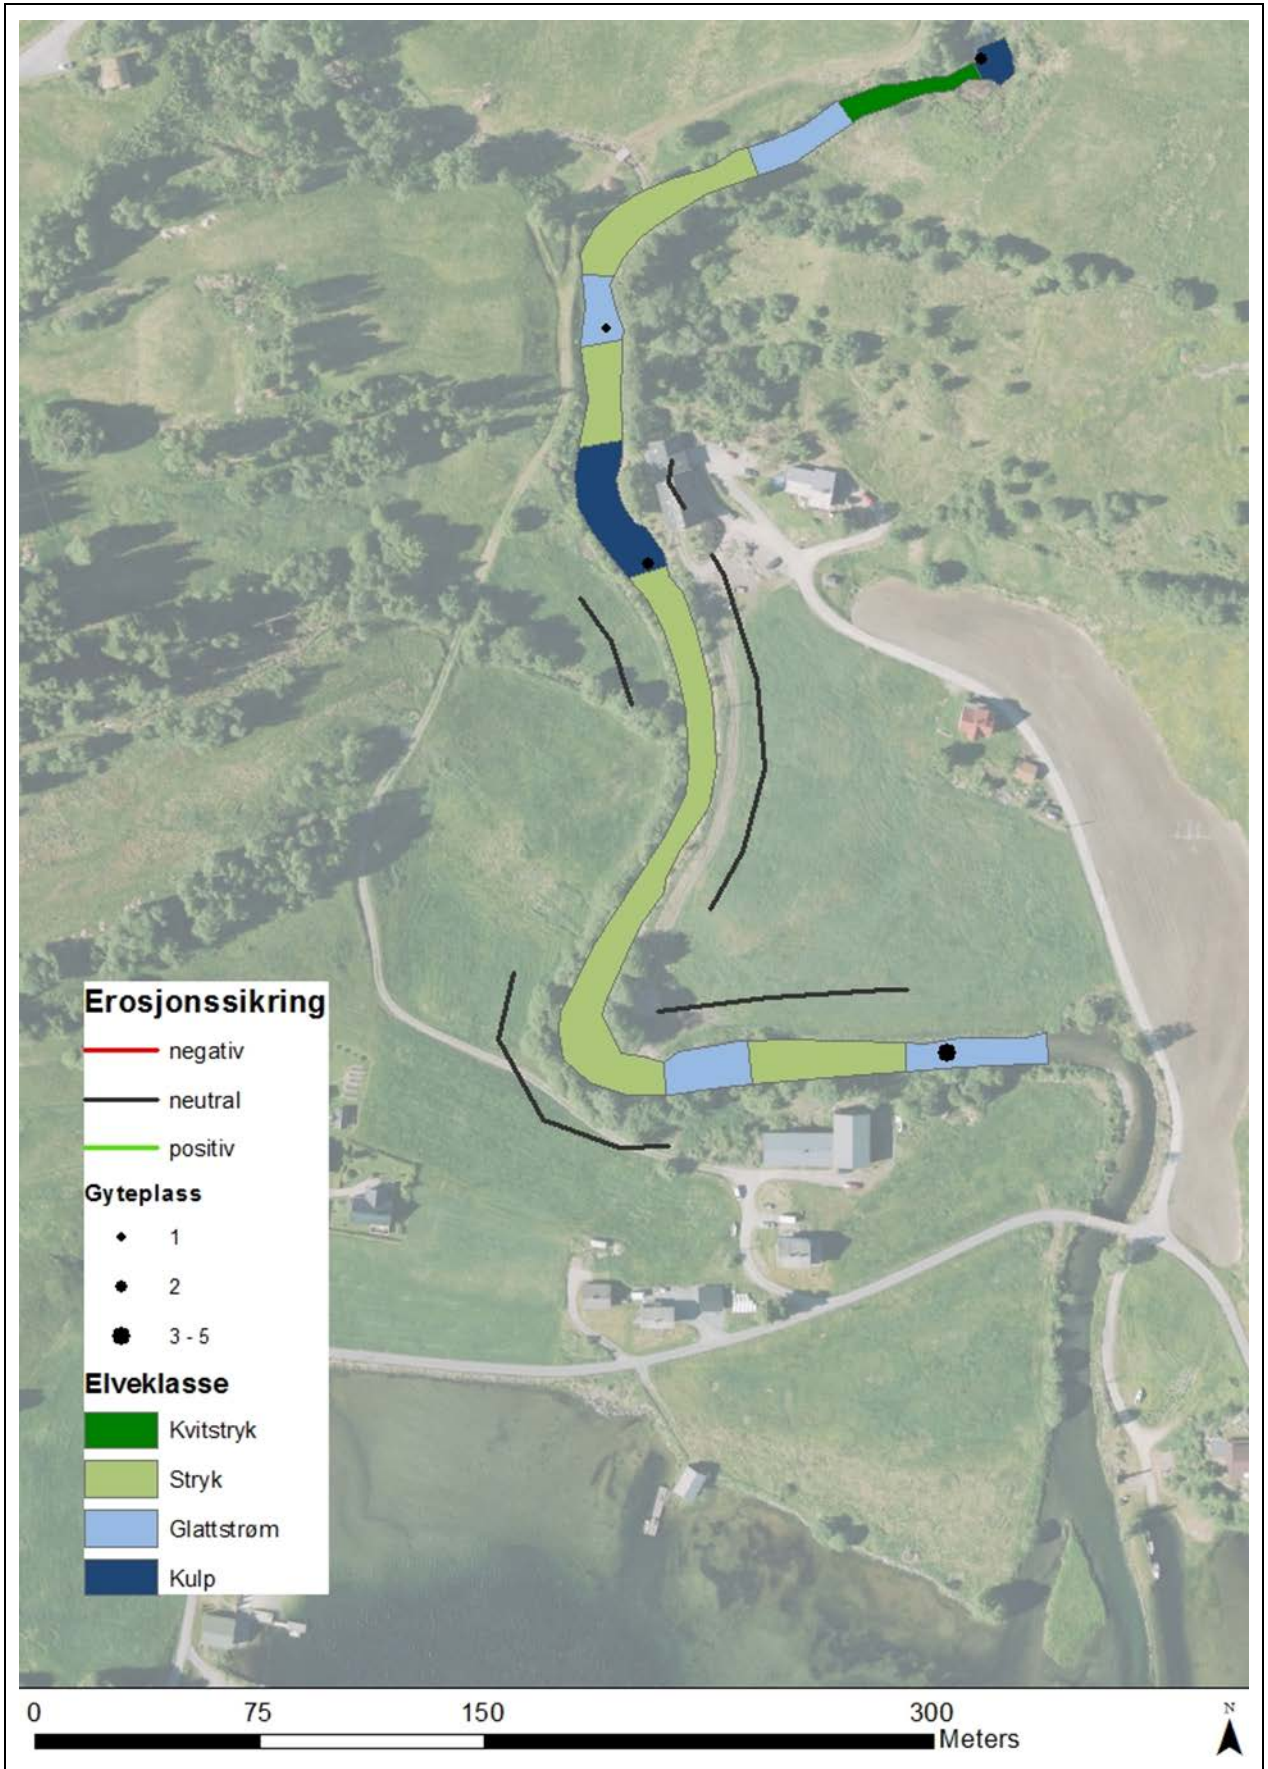 Erosjonssikring
negativ
neutral
positiv
Gyteplass
1
2
3 - 5
Elveklasse
Kvitstryk
Stryk
Glattstrøm
Kulp
0 75 150 300
Meters
N